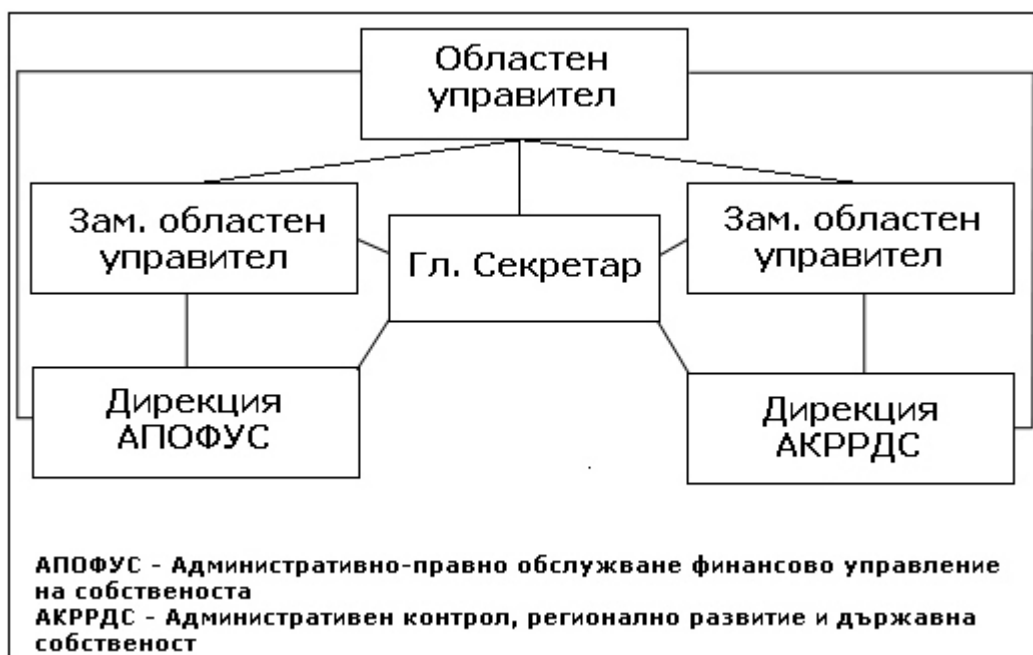 Областен
управител
Зам. областен
управител
Гл. Секретар
Зам. областен
управител
Дирекция
АПОФУС
Дирекция
АКРРДС
АПОФУС - Административно-правно обслужване финансово управление
на собствеността
АКРРДС - Административен контрол, регионално развитие и държавна
собственост